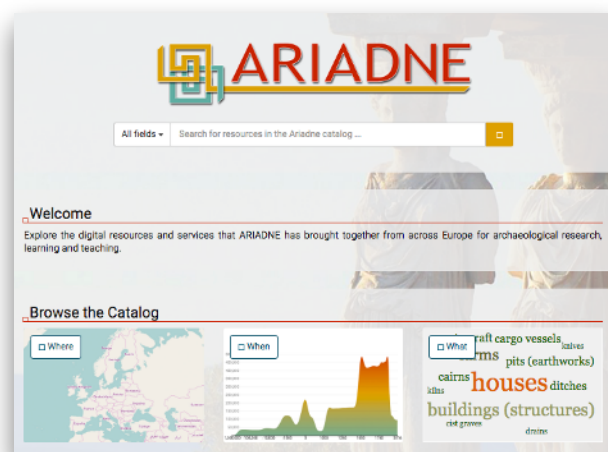 ARIADNE
All fields
Search for resources in the Ariadne catalog ...
Welcome
Explore the digital resources and services that ARIADNE has brought together from across Europe for archaeological research,
learning and teaching.
Browse the Catalog
Where
When
What
raft cargo vessels
knives
rms
pits (earthworks)
cairns
kilns
houses
ditches
buildings (structures)
cist graves
drains